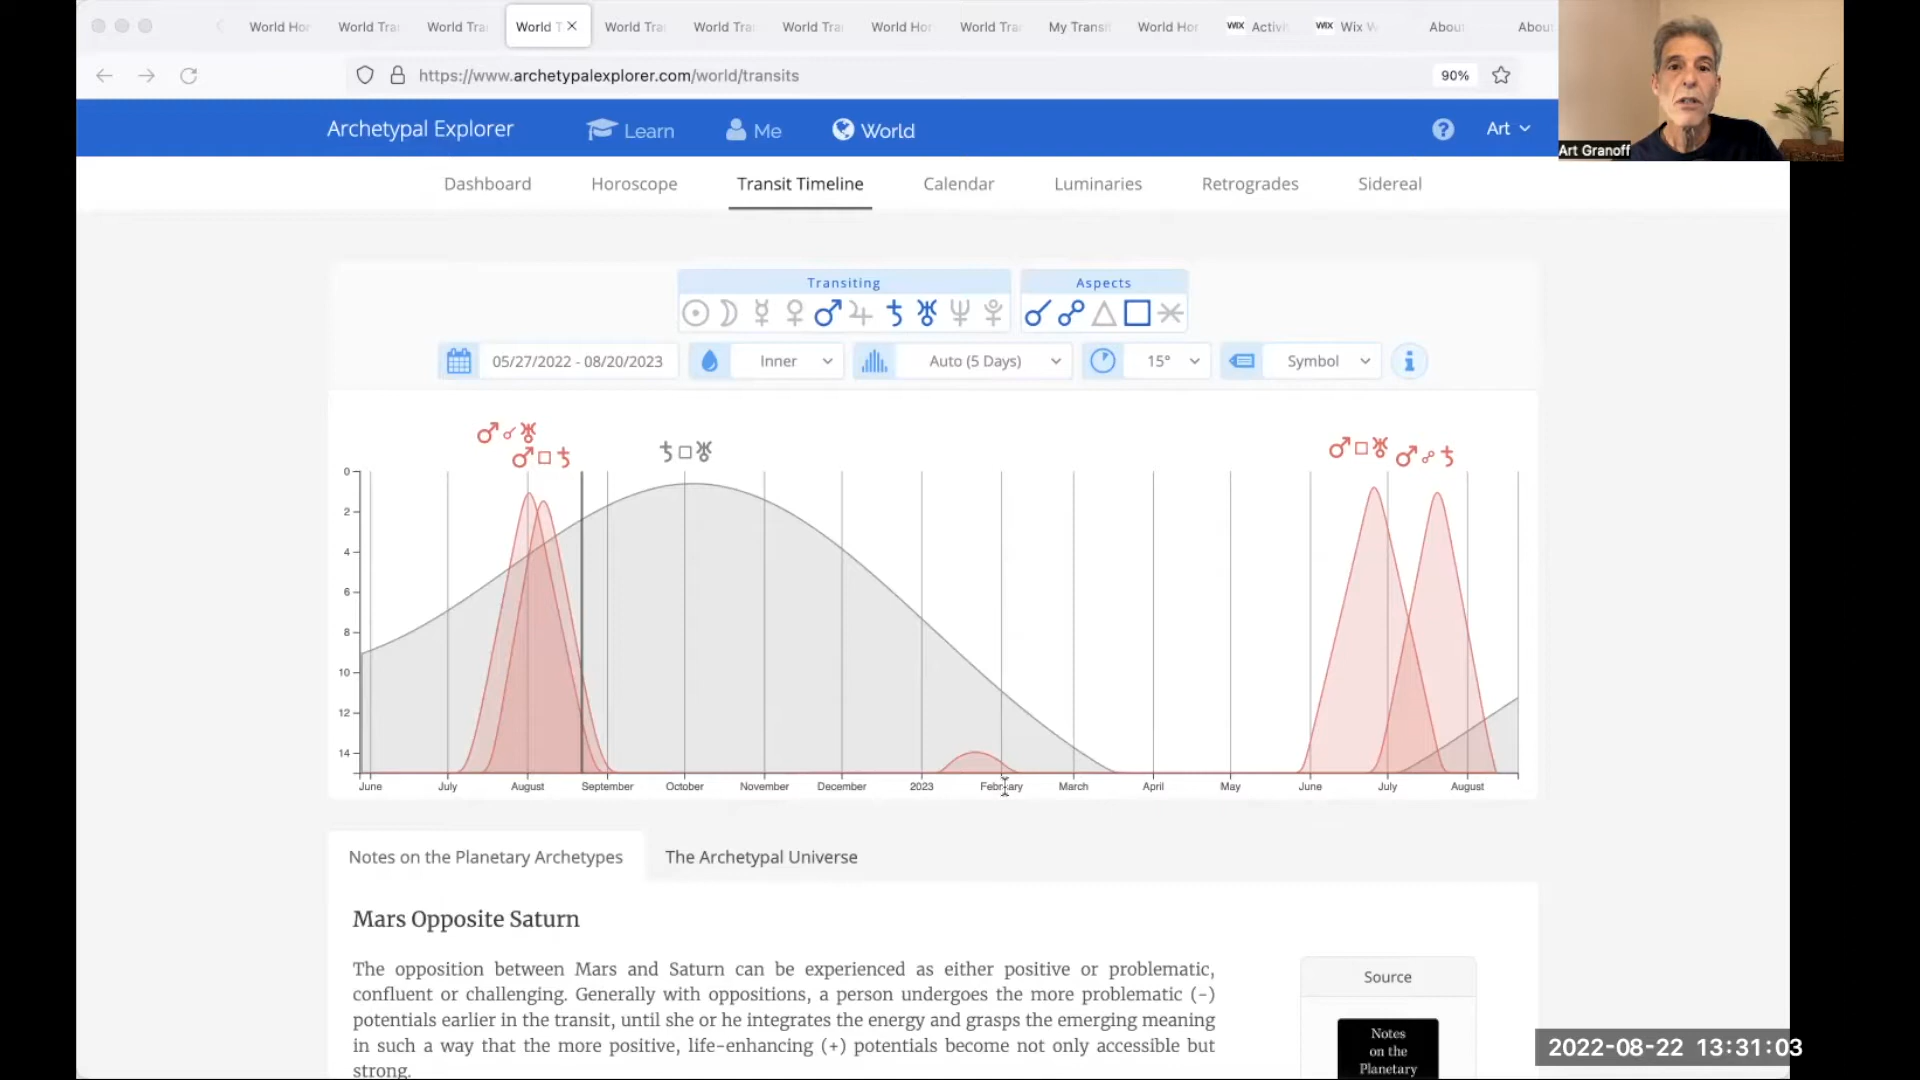 World Hor
World Tra
World Tra
World T
World Tra
World Tra
World Tra
World Hor
World Tra
My Transi
World Hor
WIX Activi
WIX Wix W
About
About
https://www.archetypalexplorer.com/world/transits
90%
Art Granoff
Archetypal Explorer
Learn
Me
World
Art
Dashboard
Horoscope
Transit Timeline
Calendar
Luminaries
Retrogrades
Sidereal
Transiting
Aspects
☉ ☽ ☿ ♀ ♂ ♃ ♄ ♅ ♆ ⯓
☌ ☍ △ □ ⚹
05/27/2022 - 08/20/2023
Inner
Auto (5 Days)
15°
Symbol
♂ ☌ ♅
♂ □ ♄
♄ □ ♅
♂ □ ♅
♂ ☍ ♄
0
2
4
6
8
10
12
14
June July August September October November December 2023 February March April May June July August
Notes on the Planetary Archetypes
The Archetypal Universe
Mars Opposite Saturn
The opposition between Mars and Saturn can be experienced as either positive or problematic,
confluent or challenging. Generally with oppositions, a person undergoes the more problematic (-)
potentials earlier in the transit, until she or he integrates the energy and grasps the emerging meaning
in such a way that the more positive, life-enhancing (+) potentials become not only accessible but
strong.
Source
Notes
on the
Planetary
2022-08-22 13:31:03